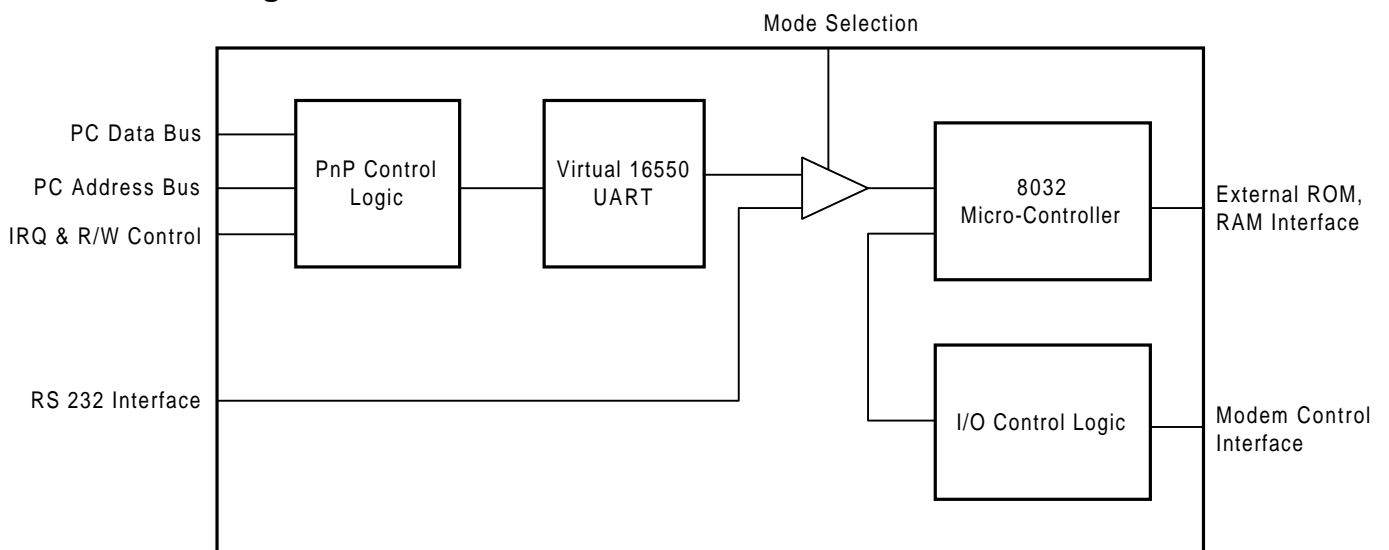 Mode Selection
PC Data Bus
PC Address Bus
IRQ & R/W Control
PnP Control
Logic
Virtual 16550
UART
8032
Micro-Controller
External ROM,
RAM Interface
RS 232 Interface
I/O Control Logic
Modem Control
Interface